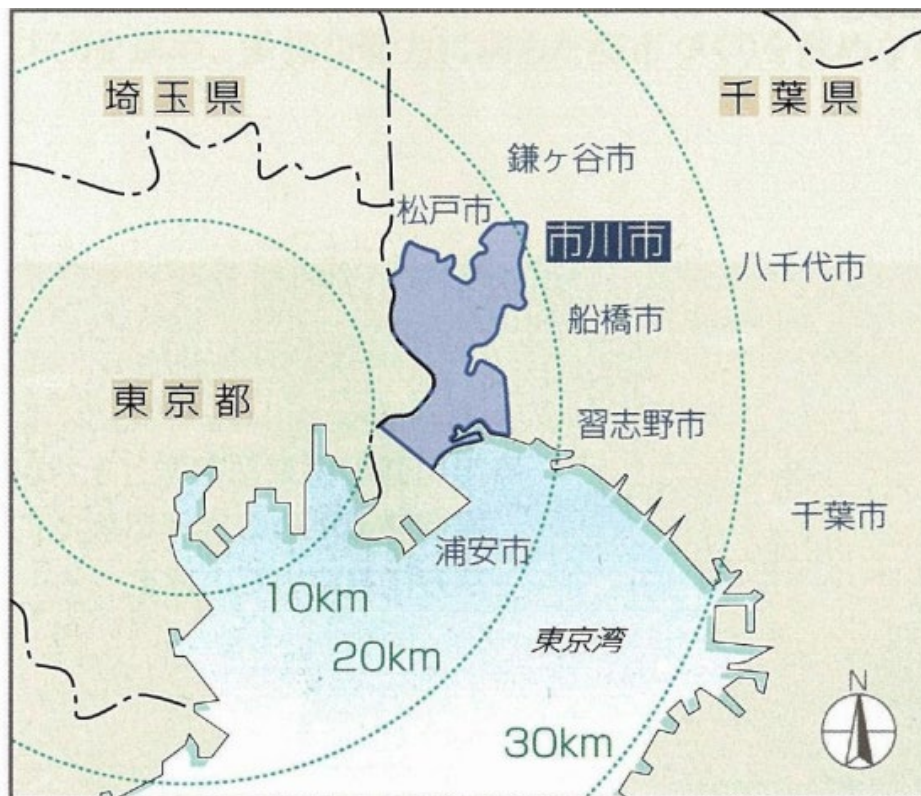 埼玉県
千葉県
鎌ヶ谷市
松戸市
市川市
八千代市
船橋市
東京都
習志野市
千葉市
浦安市
10km
20km
東京湾
30km
N